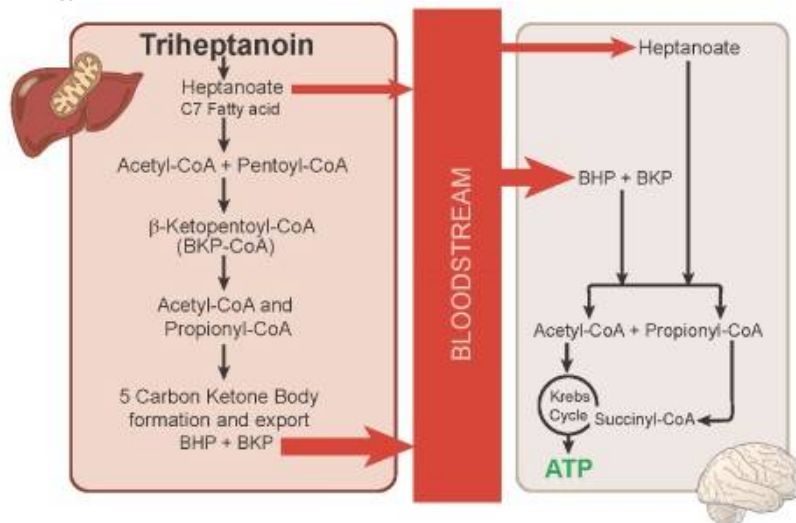 Triheptanoin
Heptanoate
C7 Fatty acid
Acetyl-CoA + Pentoyl-CoA
β-Ketopentoyl-CoA
(BKP-CoA)
Acetyl-CoA and
Propionyl-CoA
5 Carbon Ketone Body
formation and export
BHP + BKP
BLOODSTREAM
Heptanoate
BHP + BKP
Acetyl-CoA + Propionyl-CoA
Krebs
Cycle
Succinyl-CoA
ATP